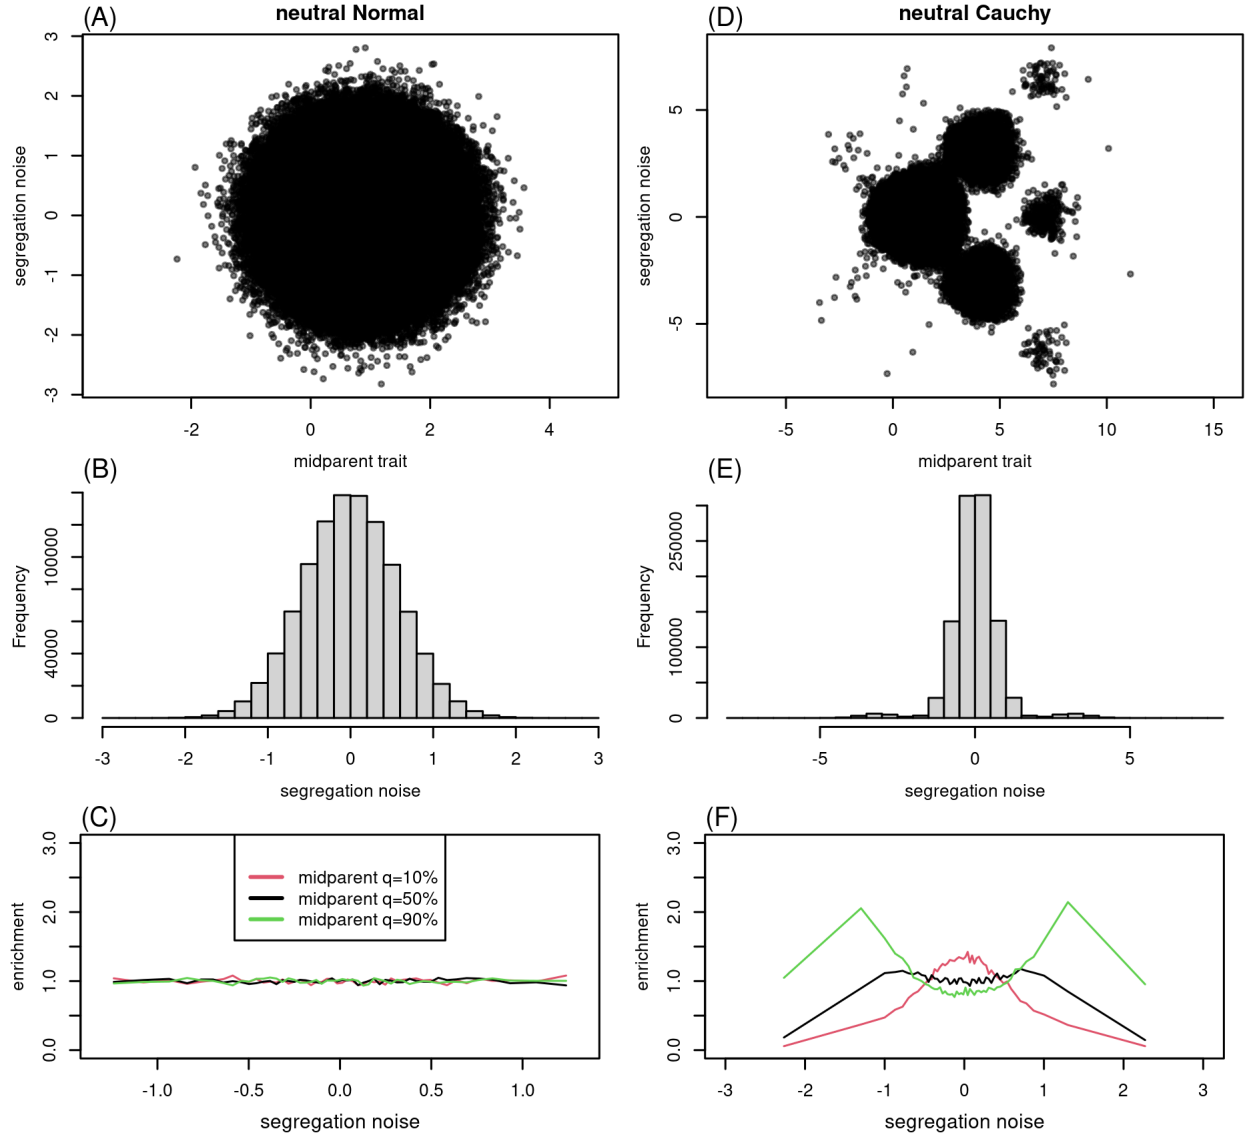 (A)
neutral Normal
segregation noise
3
2
1
0
-1
-2
-3
-2 0 2 4
midparent trait
(D)
neutral Cauchy
segregation noise
5
0
-5
-5 0 5 10 15
midparent trait
(B)
Frequency
100000
40000
0
-3 -2 -1 0 1 2 3
segregation noise
(E)
Frequency
250000
100000
0
-5 0 5
segregation noise
(C)
enrichment
3.0
2.0
1.0
0.0
midparent q=10%
midparent q=50%
midparent q=90%
-1.0 -0.5 0.0 0.5 1.0
segregation noise
(F)
enrichment
3.0
2.0
1.0
0.0
-3 -2 -1 0 1 2 3
segregation noise